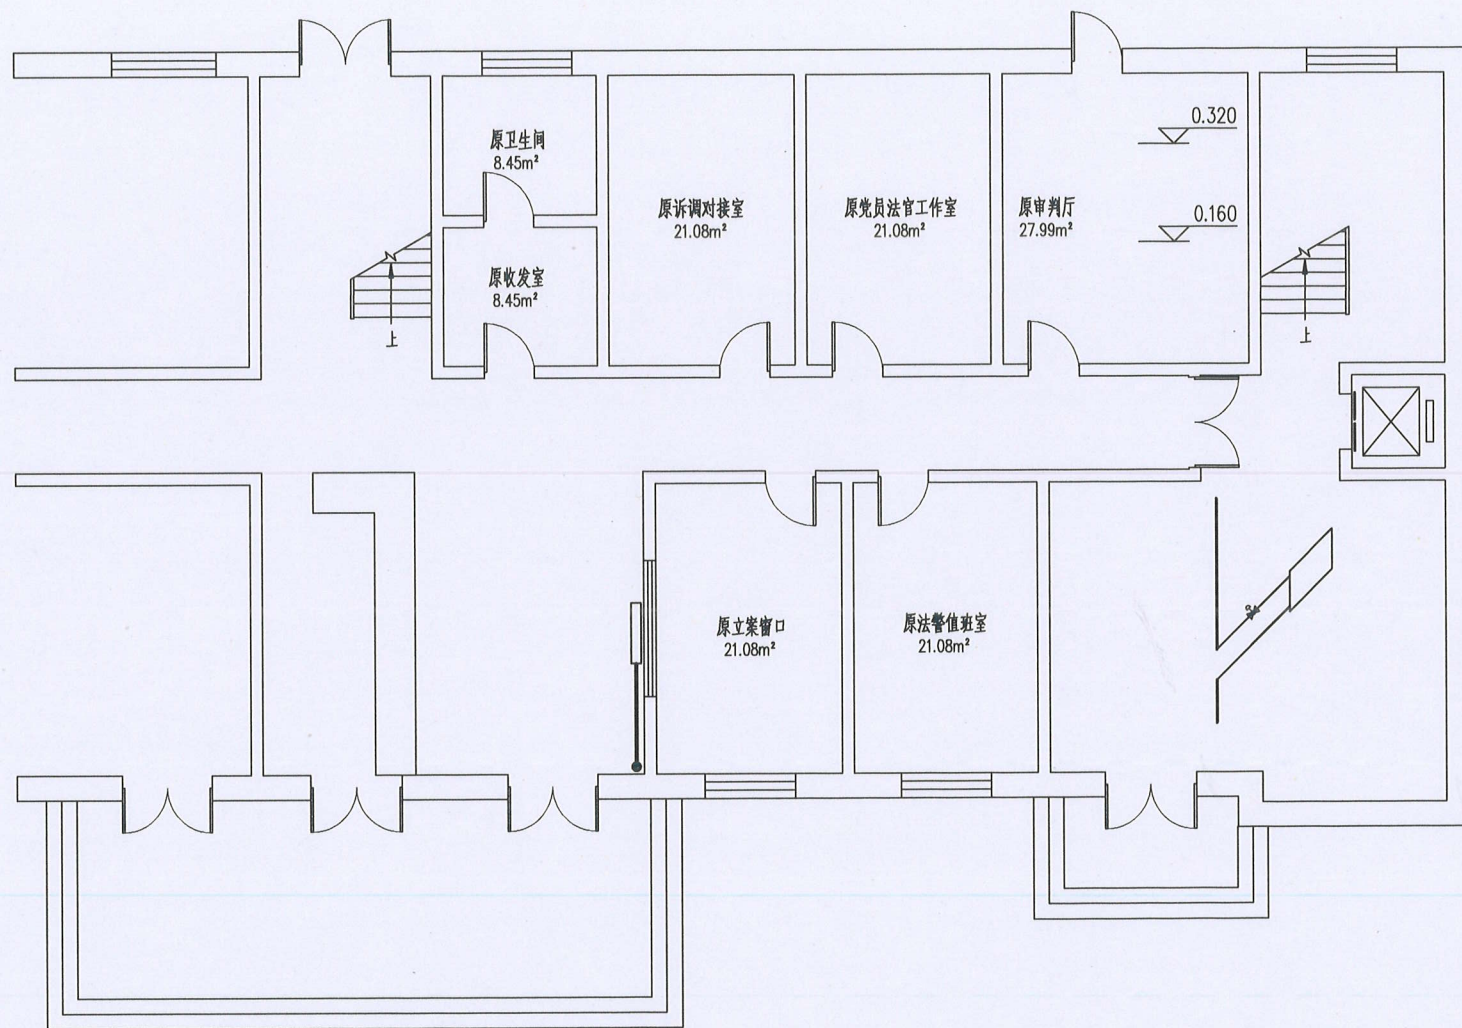 0.320
原卫生间
8.45m²
原诉调对接室
21.08m²
原党员法官工作室
21.08m²
原审判厅
27.99m²
0.160
原收发室
8.45m²
上
上
原立案窗口
21.08m²
原法警值班室
21.08m²